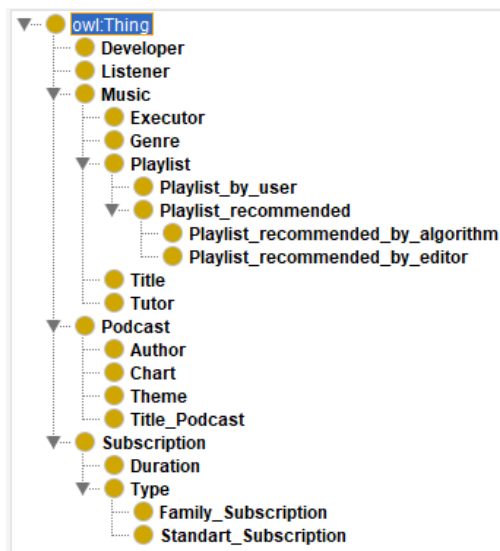 owl:Thing
Developer
Listener
Music
Executor
Genre
Playlist
Playlist_by_user
Playlist_recommended
Playlist_recommended_by_algorithm
Playlist_recommended_by_editor
Title
Tutor
Podcast
Author
Chart
Theme
Title_Podcast
Subscription
Duration
Type
Family_Subscription
Standart_Subscription